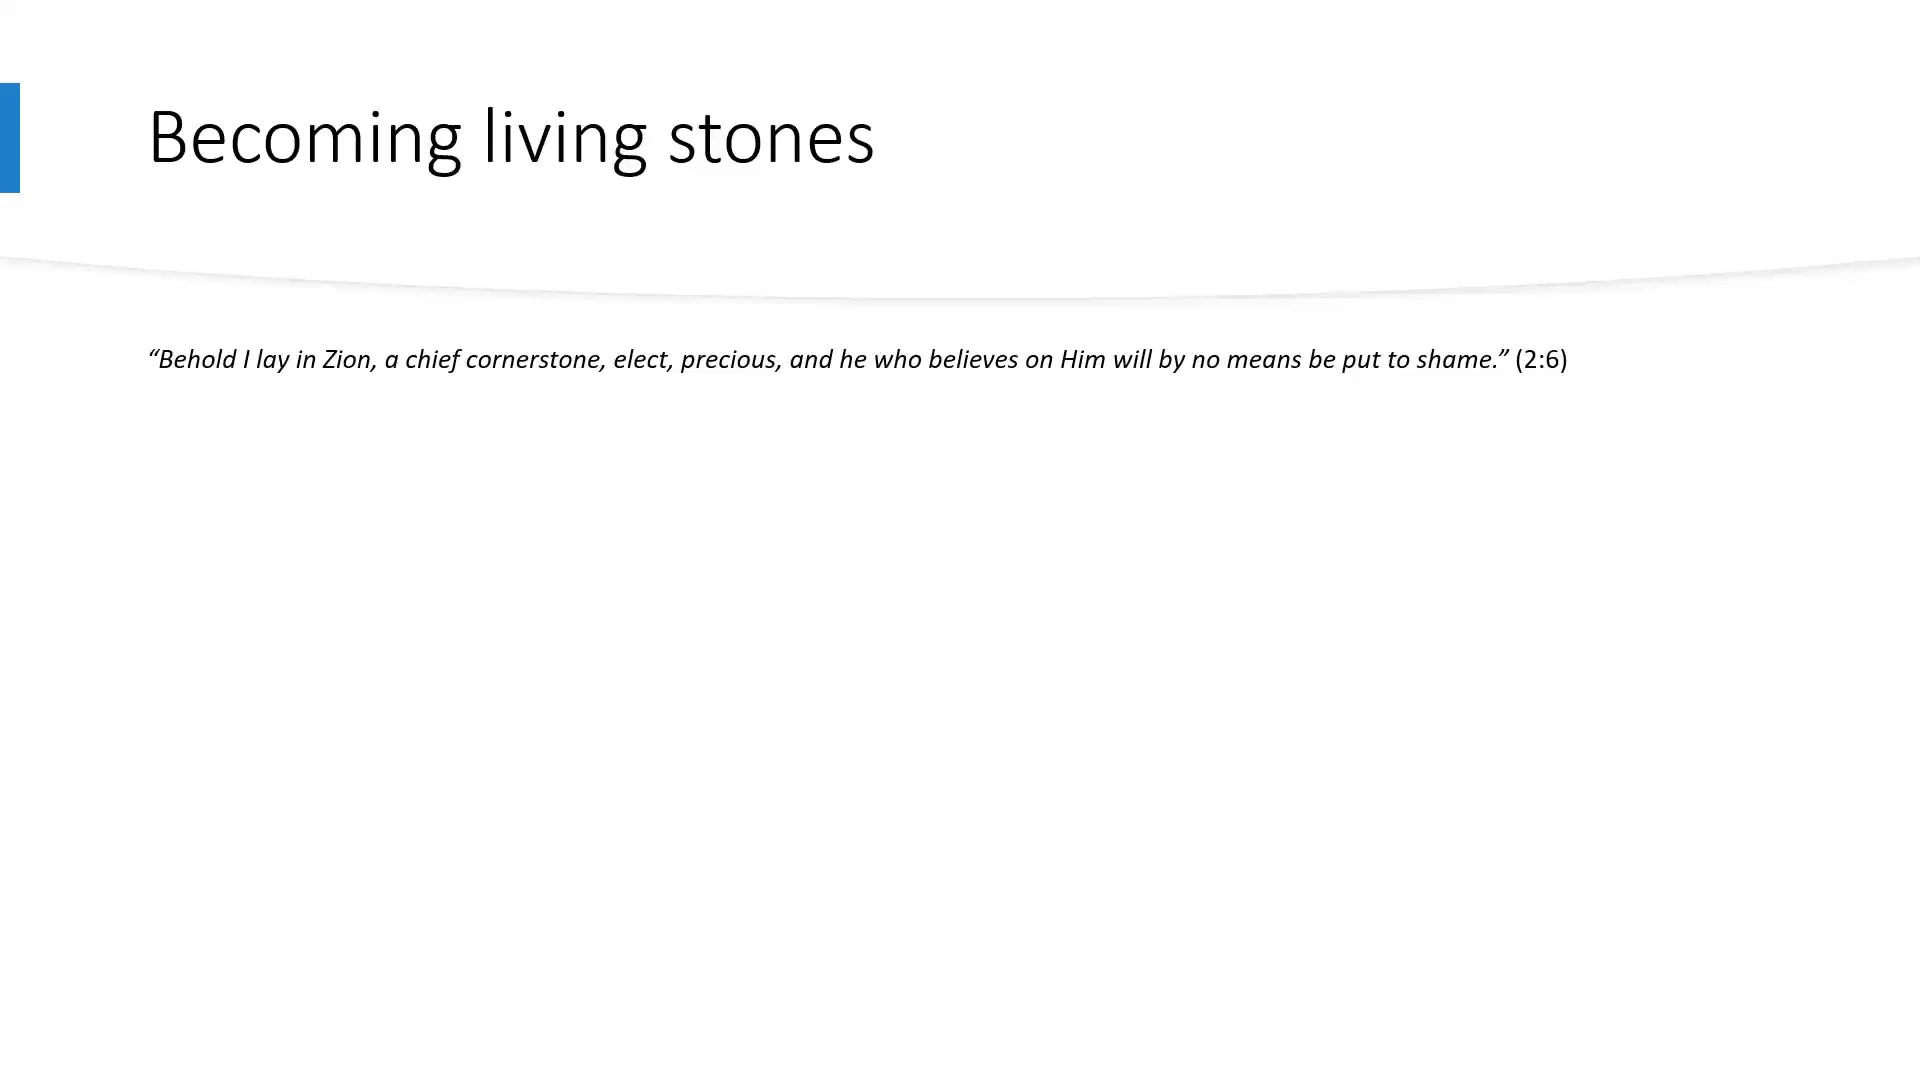 Becoming living stones
“Behold I lay in Zion, a chief cornerstone, elect, precious, and he who believes on Him will by no means be put to shame.” (2:6)